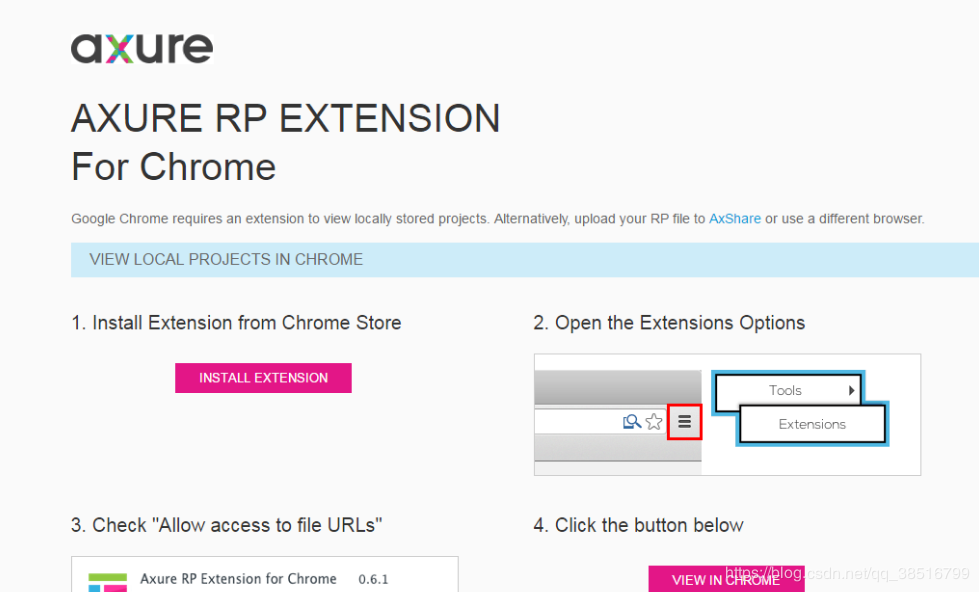 axure
AXURE RP EXTENSION
For Chrome
Google Chrome requires an extension to view locally stored projects. Alternatively, upload your RP file to AxShare or use a different browser.
VIEW LOCAL PROJECTS IN CHROME
1. Install Extension from Chrome Store
INSTALL EXTENSION
2. Open the Extensions Options
Tools
Extensions
3. Check "Allow access to file URLs"
Axure RP Extension for Chrome 0.6.1
4. Click the button below
VIEW IN CHROME
https://blog.csdn.net/qq_38516799